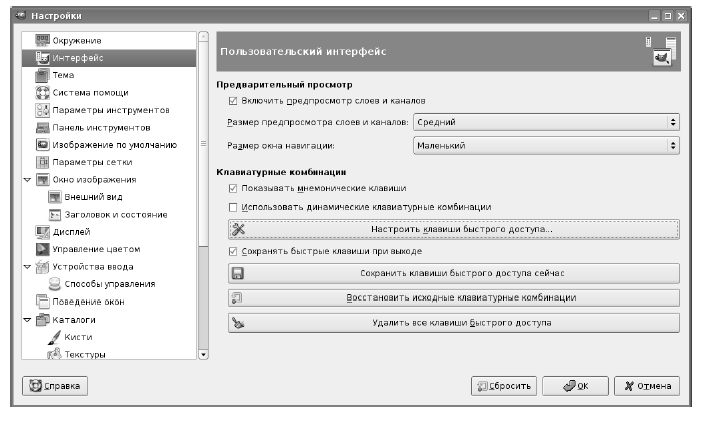 Настройки
Окружение
Интерфейс
Тема
Система помощи
Параметры инструментов
Панель инструментов
Изображение по умолчанию
Параметры сетки
Окно изображения
Внешний вид
Заголовок и состояние
Дисплей
Управление цветом
Устройства ввода
Способы управления
Поведение окон
Каталоги
Кисти
Текстуры
Пользовательский интерфейс
Предварительный просмотр
Включить предпросмотр слоев и каналов
Размер предпросмотра слоев и каналов: Средний
Размер окна навигации: Маленький
Клавиатурные комбинации
Показывать мнемонические клавиши
Использовать динамические клавиатурные комбинации
Настроить клавиши быстрого доступа...
Сохранять быстрые клавиши при выходе
Сохранить клавиши быстрого доступа сейчас
Восстановить исходные клавиатурные комбинации
Удалить все клавиши быстрого доступа
Справка
Сбросить
OK
Отмена